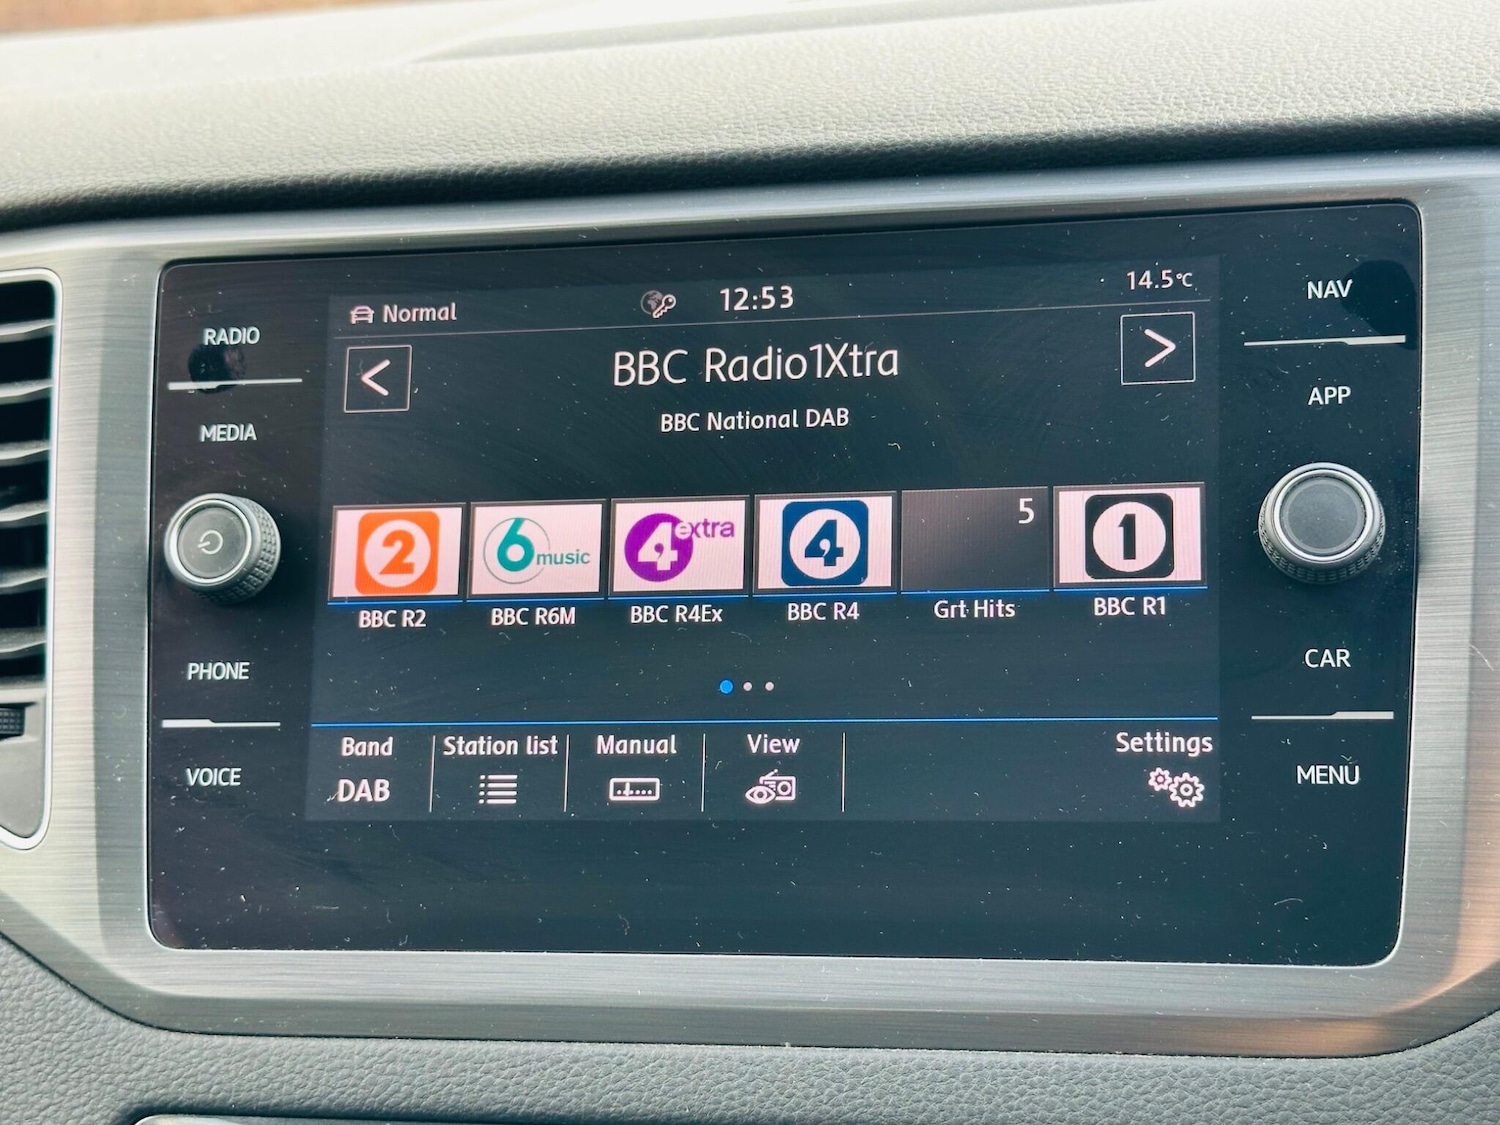 Normal
12:53
14.5°C
RADIO
MEDIA
PHONE
VOICE
<
BBC Radio1Xtra
>
BBC National DAB
2
6 music
4 extra
4
5
1
BBC R2
BBC R6M
BBC R4Ex
BBC R4
Grt Hits
BBC R1
Band
Station list
Manual
View
Settings
DAB
NAV
APP
CAR
MENU